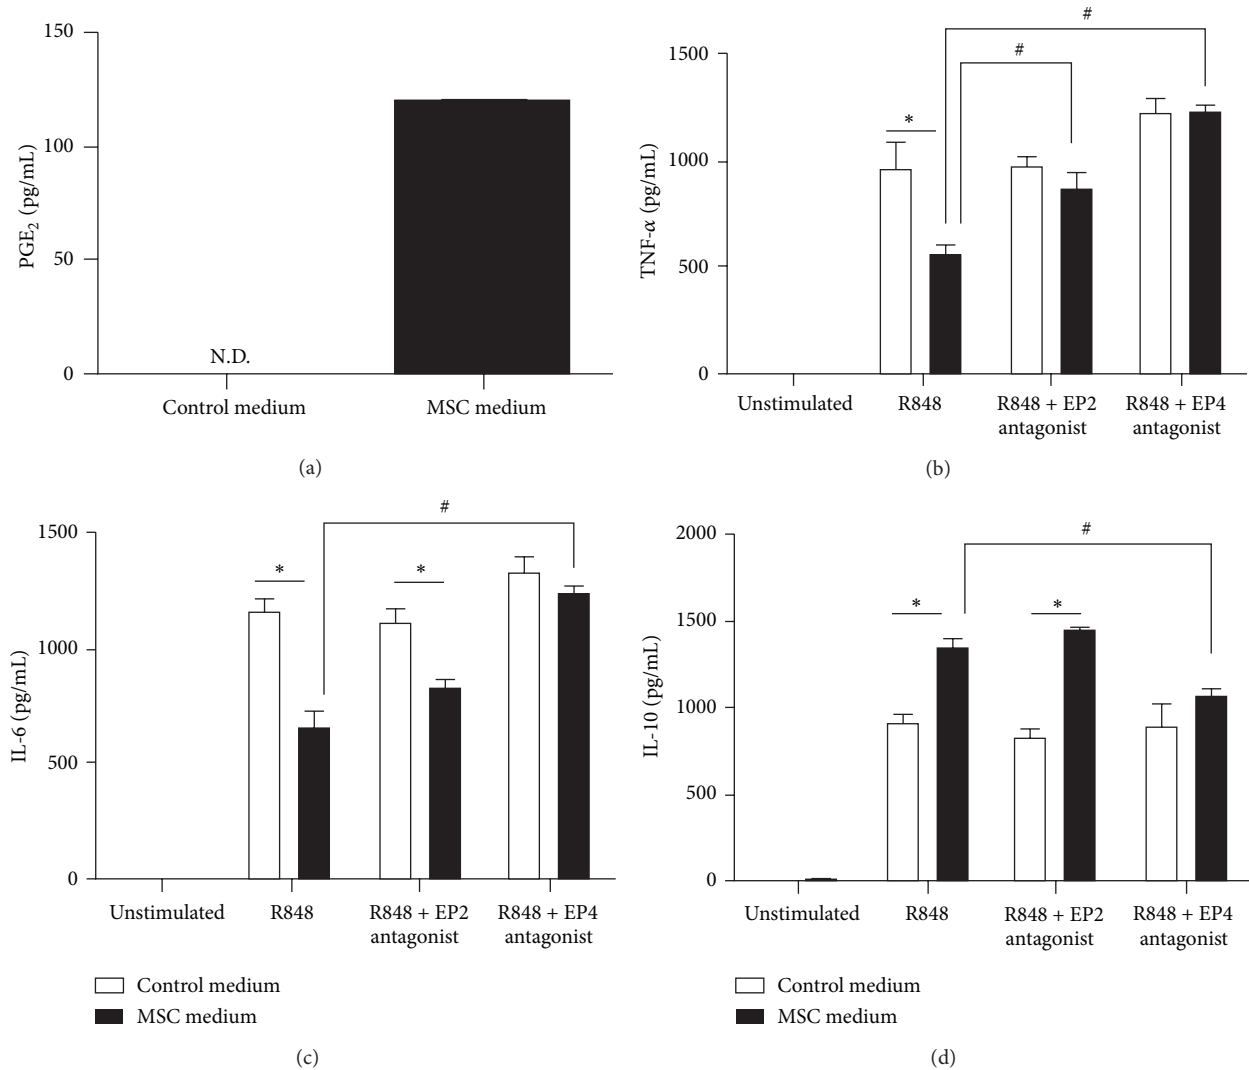 150
100
50
0
PGE2 (pg/mL)
N.D.
Control medium
MSC medium
(a)
#
#
*
1500
1000
500
0
TNF-α (pg/mL)
Unstimulated
R848
R848 + EP2
antagonist
R848 + EP4
antagonist
(b)
#
*
*
1500
1000
500
0
IL-6 (pg/mL)
Unstimulated
R848
R848 + EP2
antagonist
R848 + EP4
antagonist
Control medium
MSC medium
(c)
#
*
*
2000
1500
1000
500
0
IL-10 (pg/mL)
Unstimulated
R848
R848 + EP2
antagonist
R848 + EP4
antagonist
Control medium
MSC medium
(d)